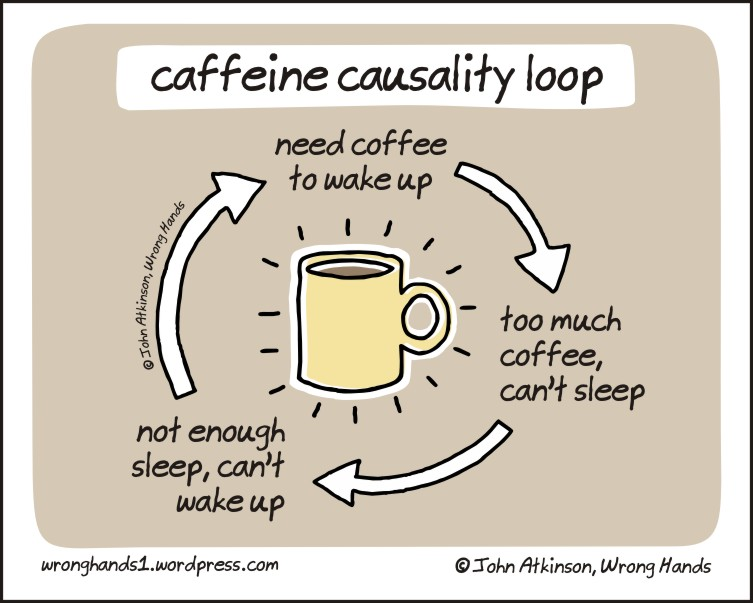 caffeine causality loop
need coffee
to wake up
too much
coffee,
can't sleep
not enough
sleep, can't
wake up
© John Atkinson, Wrong Hands
wronghands1.wordpress.com
© John Atkinson, Wrong Hands